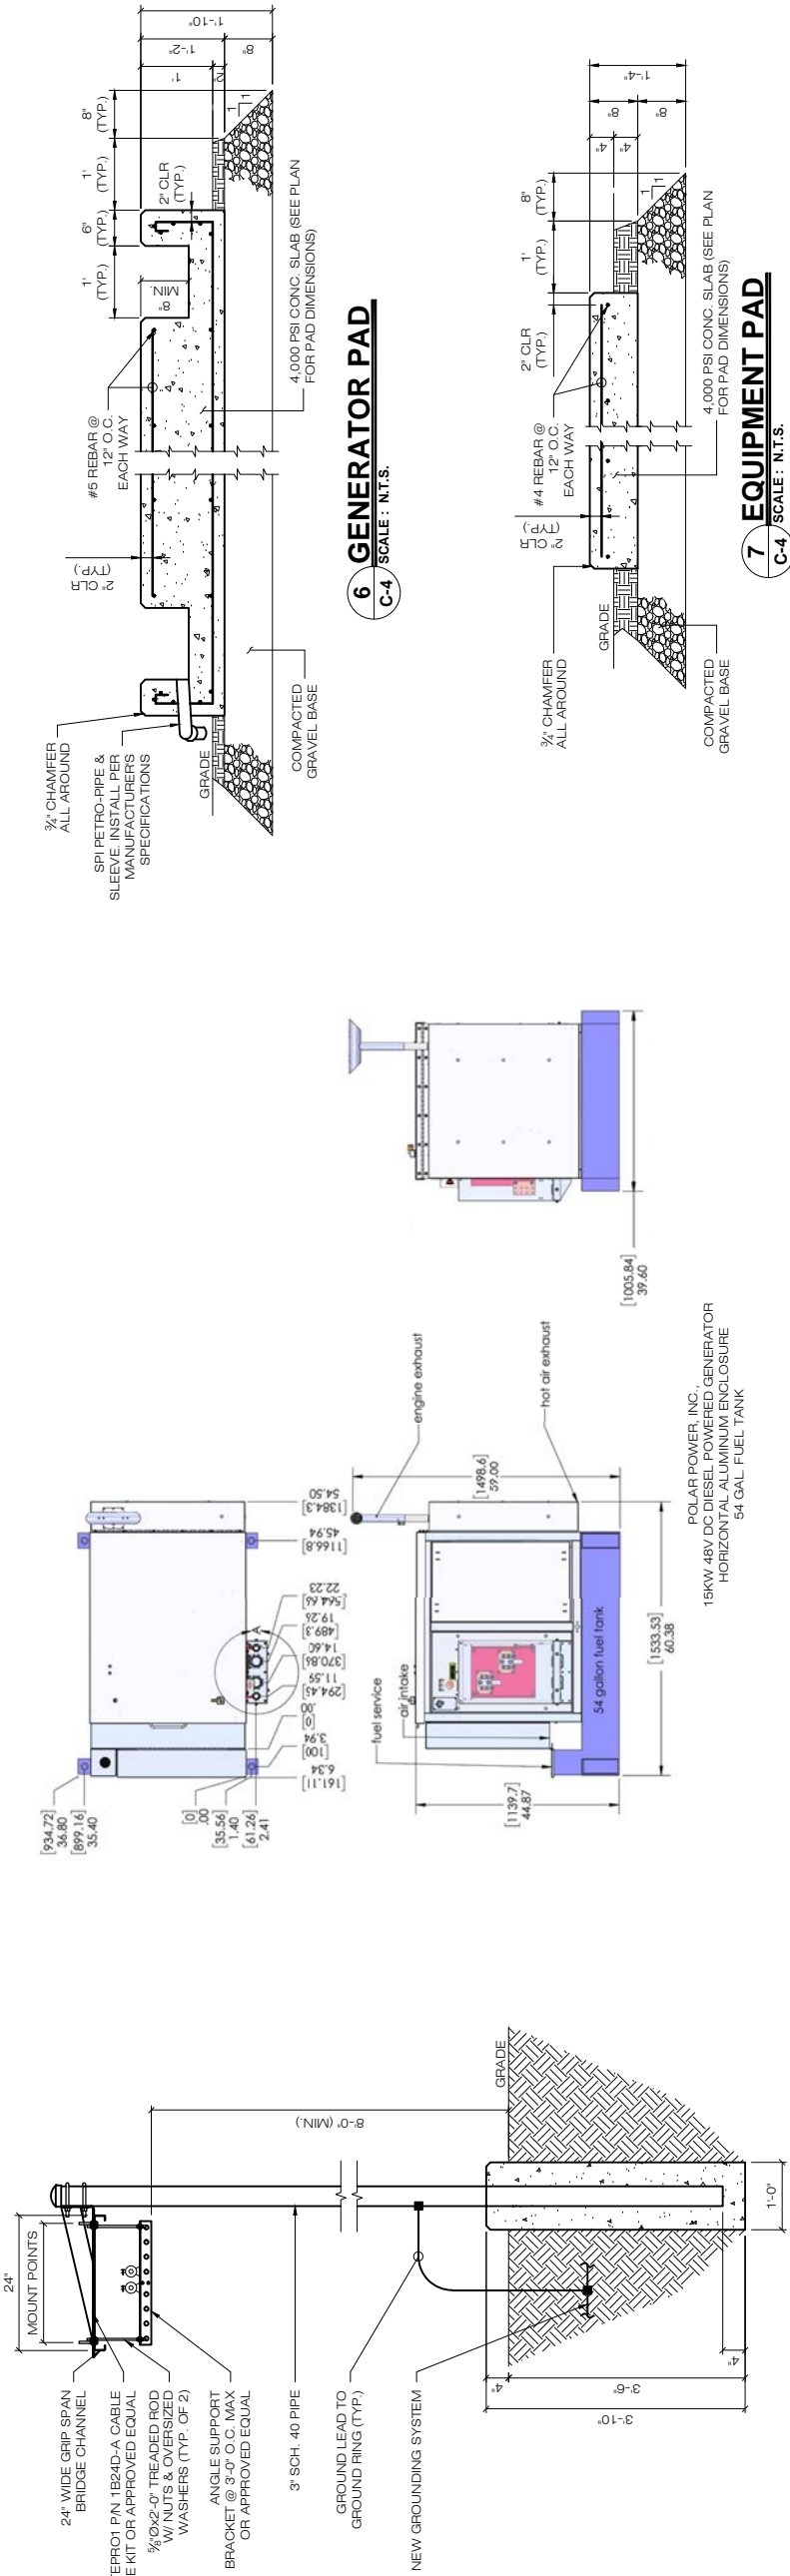 24"
MOUNT POINTS
24" WIDE GRIP SPAN
BRIDGE CHANNEL
P/N 1B24D-A CABLE
KIT OR APPROVED EQUAL
⅝"Øx2'-0" TREADED ROD
W/ NUTS & OVERSIZED
WASHERS (TYP. OF 2)
ANGLE SUPPORT
BRACKET @ 3'-0" O.C. MAX
OR APPROVED EQUAL
3" SCH. 40 PIPE
GROUND LEAD TO
GROUND RING (TYP.)
NEW GROUNDING SYSTEM
8'-0" (MIN.)
GRADE
4"
3'-6"
3'-10"
4"
1'-0"
[934.72]
36.80
[899.16]
35.40
[0]
.00
[35.56]
1.40
[61.26]
2.41
[161.11]
6.34
[100]
3.94
[0]
.00
[294.45]
11.59
[370.86]
14.60
[489.3]
19.26
[564.66]
22.23
[1166.8]
45.94
[1384.3]
54.50
A
engine exhaust
hot air exhaust
fuel service
air intake
54 gallon fuel tank
[1498.6]
59.00
[1139.7]
44.87
[1533.53]
60.38
[1005.84]
39.60
POLAR POWER, INC.,
15KW 48V DC DIESEL POWERED GENERATOR
HORIZONTAL ALUMINUM ENCLOSURE
54 GAL. FUEL TANK
¾" CHAMFER
ALL AROUND
SPI PETRO-PIPE &
SLEEVE. INSTALL PER
MANUFACTURER'S
SPECIFICATIONS
GRADE
COMPACTED
GRAVEL BASE
2" CLR
(TYP.)
#5 REBAR @
12" O.C.
EACH WAY
1'
(TYP.)
6"
(TYP.)
1'
(TYP.)
8"
(TYP.)
8"
MIN.
2" CLR
(TYP.)
1
1
1'
2"
1'-2"
8"
1'-10"
4,000 PSI CONC. SLAB (SEE PLAN
FOR PAD DIMENSIONS)
6
C-4
GENERATOR PAD
SCALE : N.T.S.
¾" CHAMFER
ALL AROUND
GRADE
COMPACTED
GRAVEL BASE
2" CLR
(TYP.)
#4 REBAR @
12" O.C.
EACH WAY
2" CLR
(TYP.)
1'
(TYP.)
8"
(TYP.)
1
1
4"
4"
8"
8"
1'-4"
4,000 PSI CONC. SLAB (SEE PLAN
FOR PAD DIMENSIONS)
7
C-4
EQUIPMENT PAD
SCALE : N.T.S.